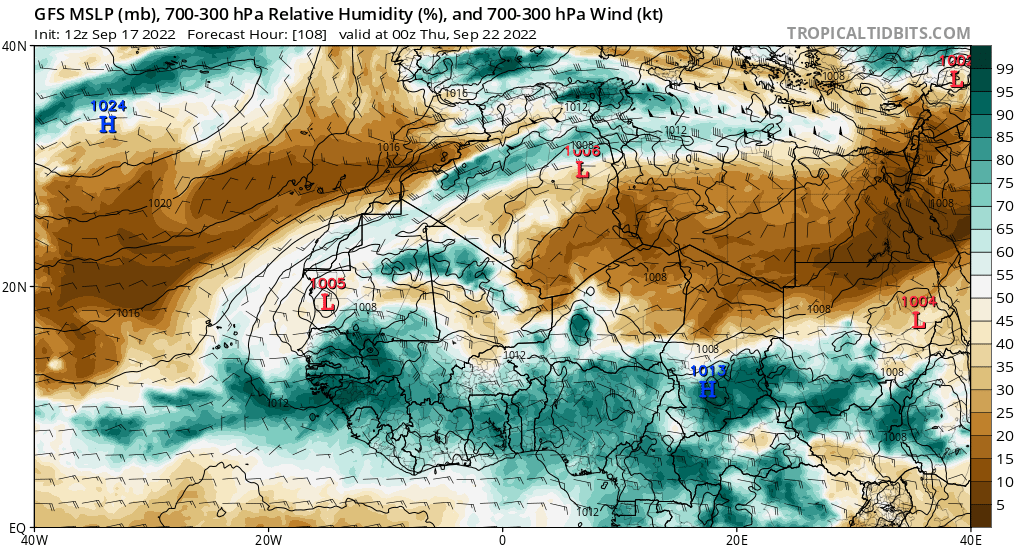 GFS MSLP (mb), 700-300 hPa Relative Humidity (%), and 700-300 hPa Wind (kt)
Init: 12z Sep 17 2022 Forecast Hour: [108] valid at 00z Thu, Sep 22 2022
TROPICALTIDBITS.COM
40N
1008
L
99
1024
H
1016
1012
95
90
1012
85
1016
1008
1006
L
80
75
1020
1008
70
65
60
55
20N
1005
L
1008
1008
1008
1004
L
50
1016
45
40
1012
1008
35
1013
H
1008
30
1012
25
20
1008
15
10
1012
5
EQ
40W
20W
0
20E
40E